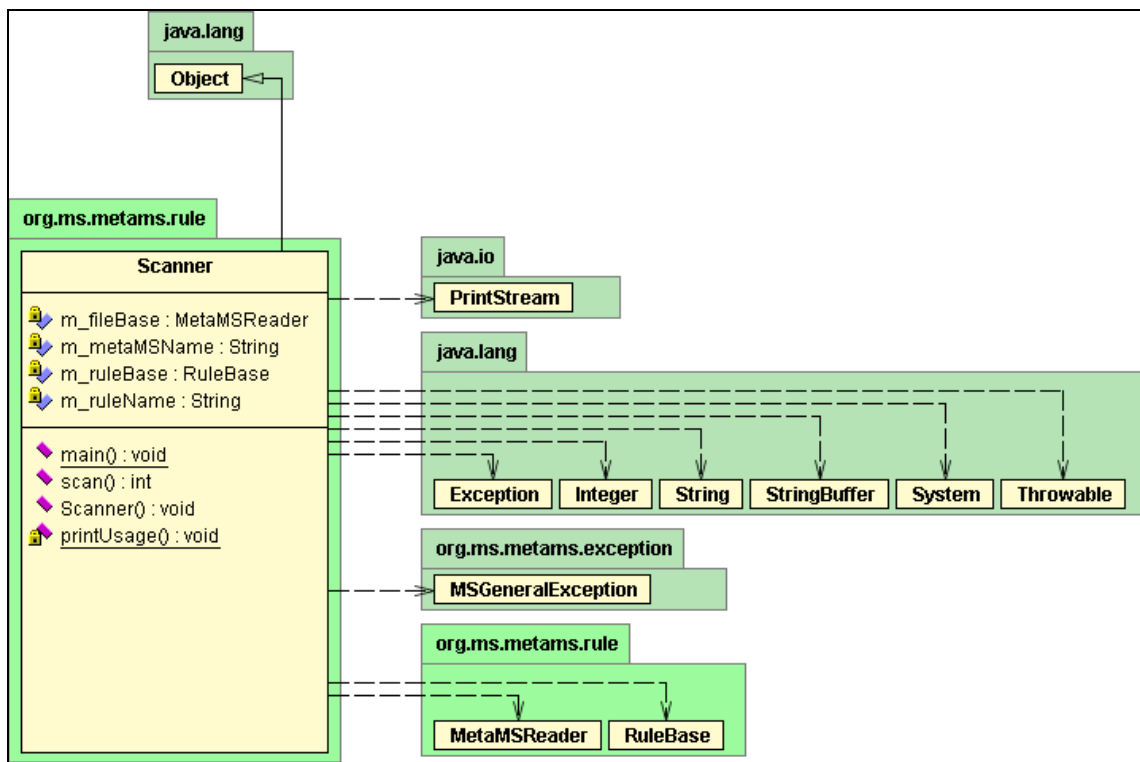 java.lang
Object
org.ms.metams.rule
Scanner
m_fileBase : MetaMSReader
m_metaMSName : String
m_ruleBase : RuleBase
m_ruleName : String
main() : void
scan() : int
Scanner() : void
printUsage() : void
java.io
PrintStream
java.lang
Exception Integer String StringBuffer System Throwable
org.ms.metams.exception
MSGeneralException
org.ms.metams.rule
MetaMSReader RuleBase